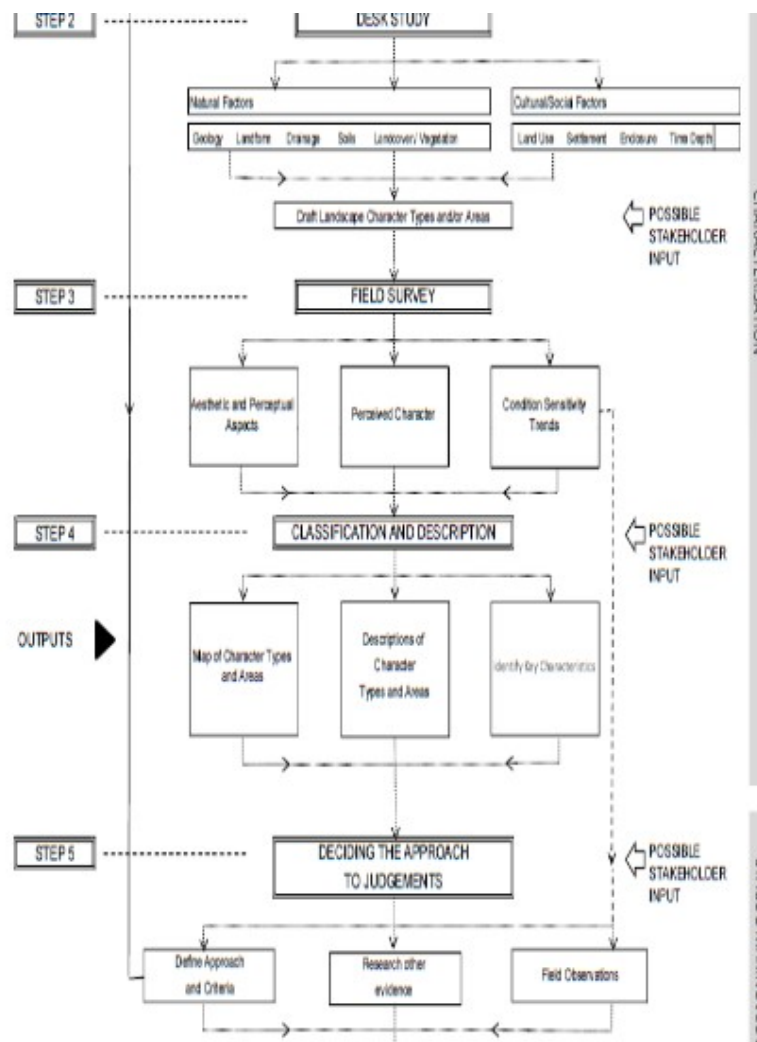 STEP 2
DESK STUDY
Natural Factors
Cultural/Social Factors
Geology Landform Drainage Soils Landcover/ Vegetation
Land Use Settlement Enclosure Time Depth
Draft Landscape Character Types and/or Areas
POSSIBLE
STAKEHOLDER
INPUT
STEP 3
FIELD SURVEY
Aesthetic and Perceptual
Aspects
Perceived Character
Condition Sensitivity
Trends
STEP 4
CLASSIFICATION AND DESCRIPTION
POSSIBLE
STAKEHOLDER
INPUT
OUTPUTS
Map of Character Types
and Areas
Descriptions of
Character
Types and Areas
Identify Key Characteristics
STEP 5
DECIDING THE APPROACH
TO JUDGEMENTS
POSSIBLE
STAKEHOLDER
INPUT
Define Approach
and Criteria
Research other
evidence
Field Observations